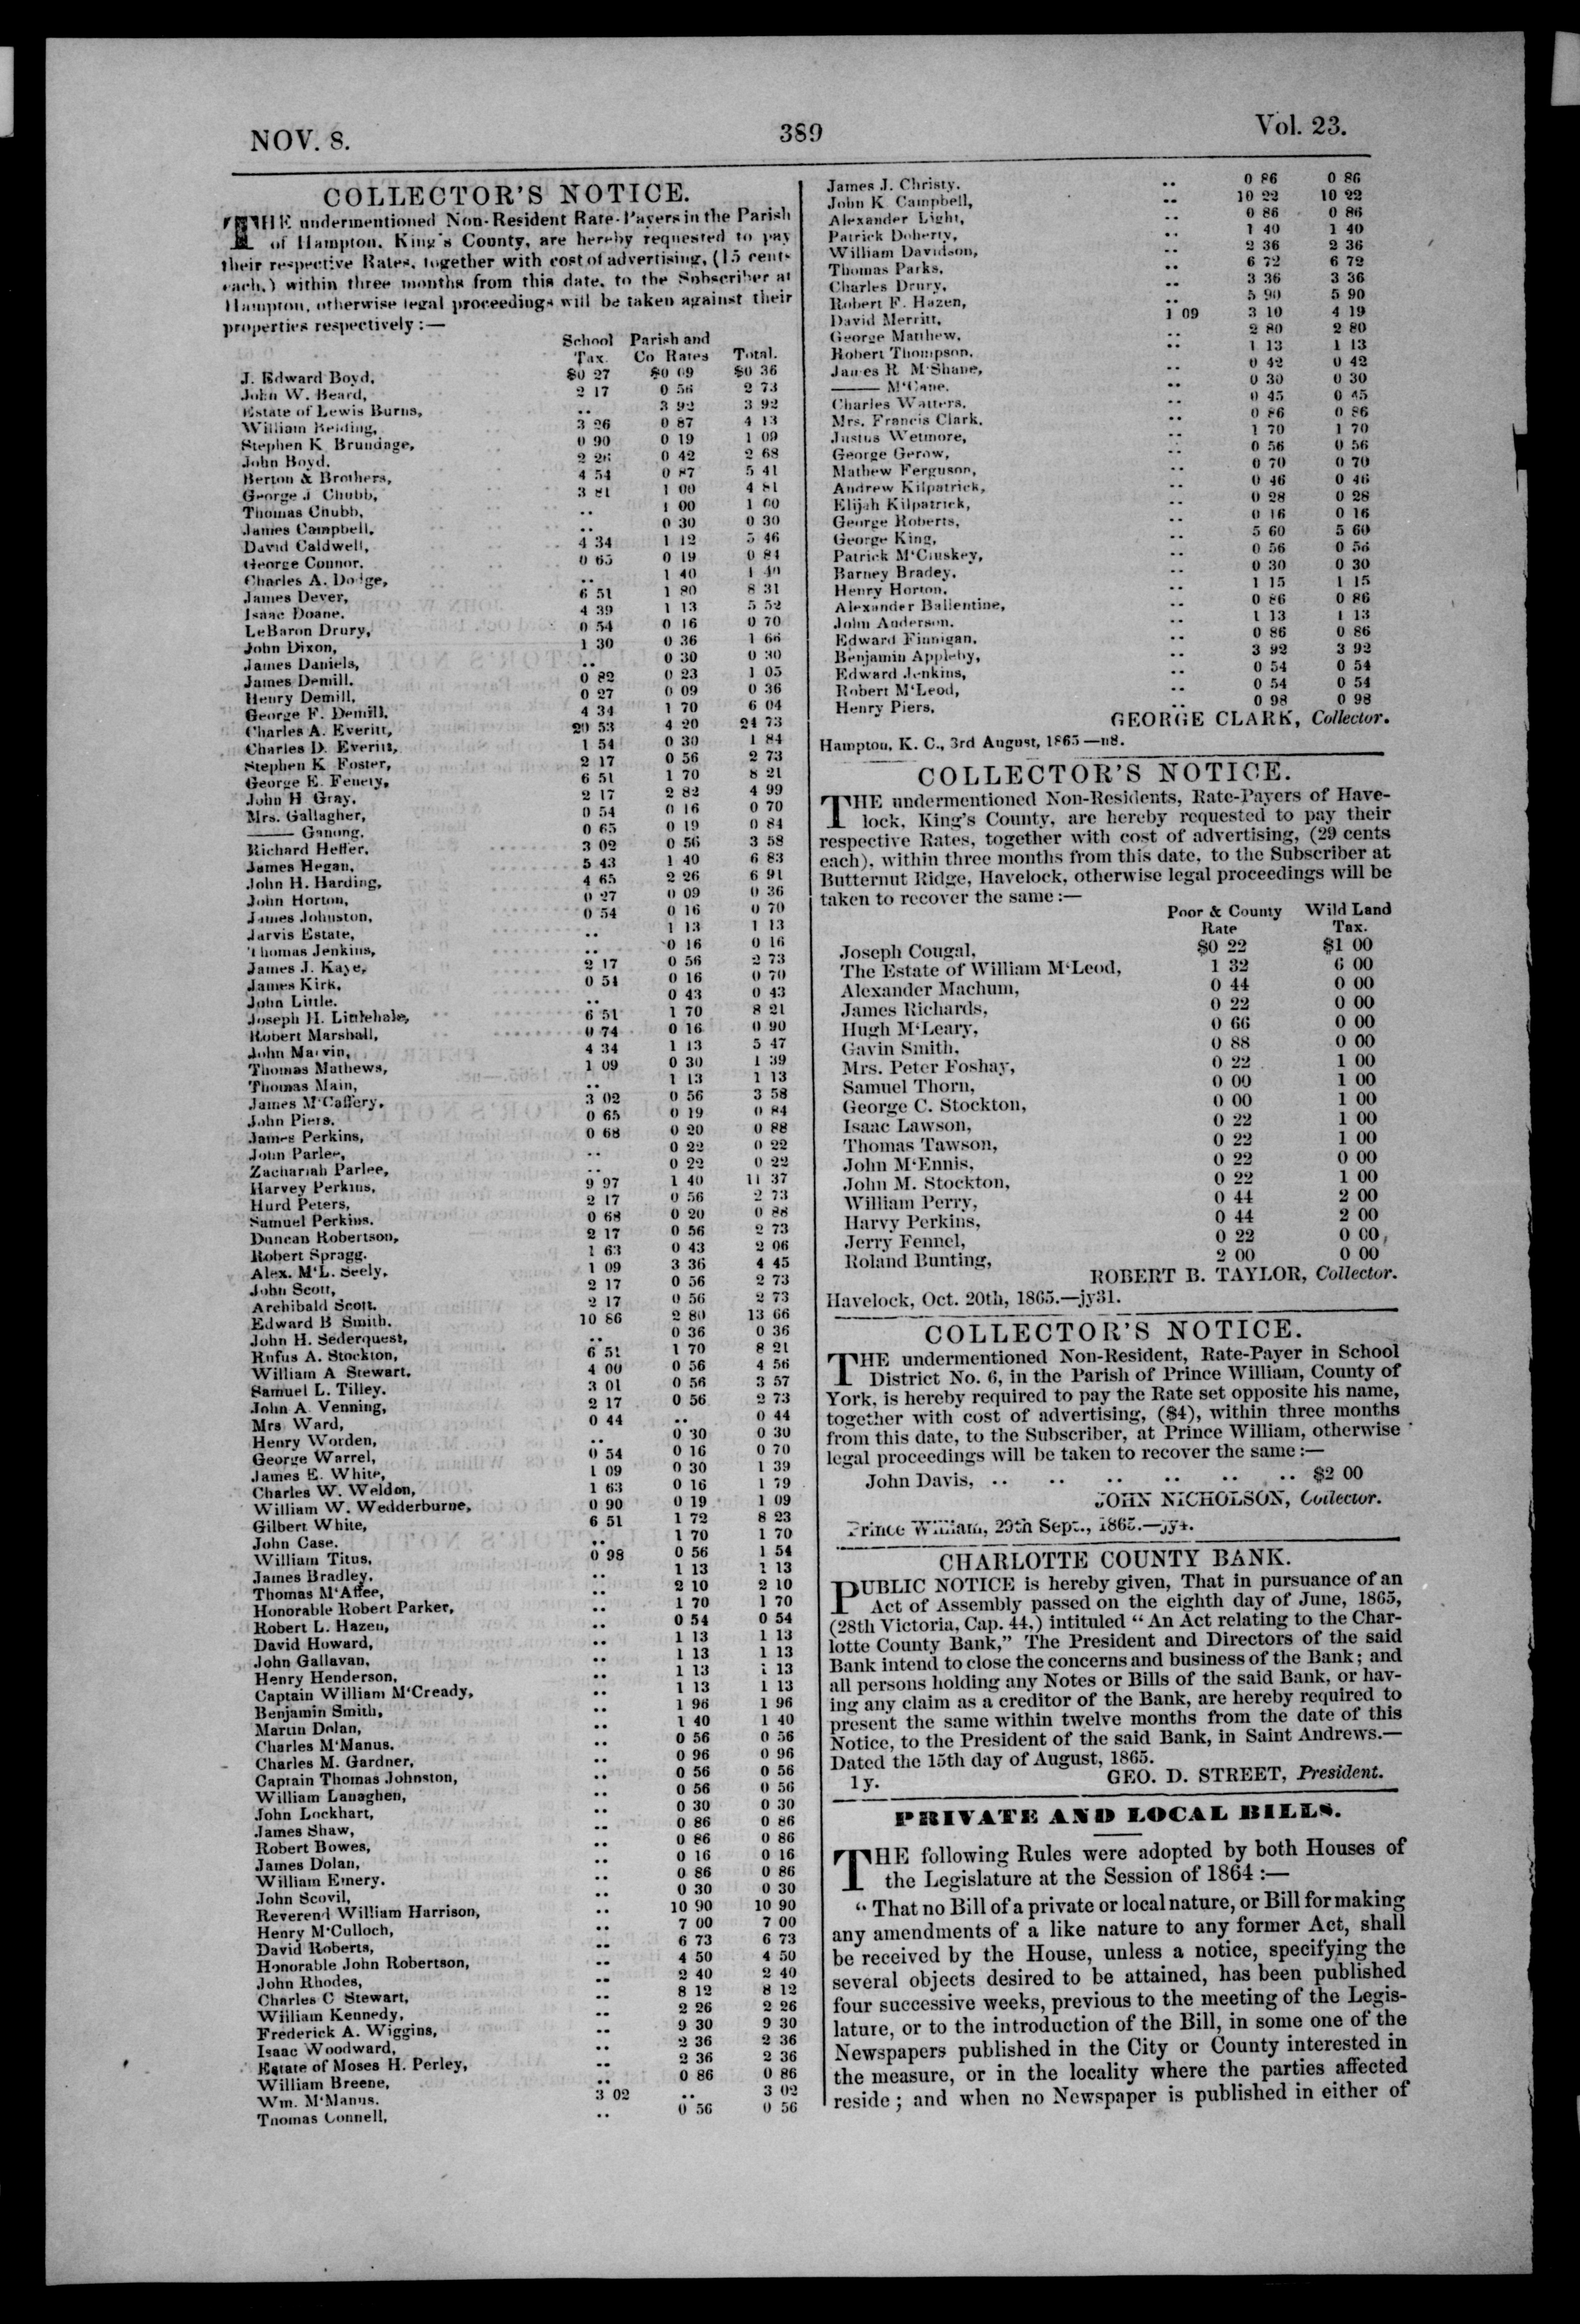 NOV. 8.
389
Vol. 23.
COLLECTOR'S NOTICE.
THE undermentioned Non-Resident Rate-Payers in the Parish
of Hampton, King's County, are hereby requested to pay
their respective Rates, together with cost of advertising, (15 cents
each,) within three months from this date, to the Subscriber at
Hampton, otherwise legal proceedings will be taken against their
properties respectively:—
School Parish and
Tax. Co Rates Total.
J. Edward Boyd, $0 27 $0 09 $0 36
John W. Beard, 2 17 0 56 2 73
Estate of Lewis Burns, .. 3 92 3 92
William Belding, 3 26 0 87 4 13
Stephen K Brundage, 0 90 0 19 1 09
John Boyd, 2 26 0 42 2 68
Berton & Brothers, 4 54 0 87 5 41
George J Chubb, 3 81 1 00 4 81
Thomas Chubb, .. 1 00 1 00
James Campbell, .. 0 30 0 30
David Caldwell, 4 34 1 12 5 46
George Connor, 0 65 0 19 0 84
Charles A. Dodge, .. 1 40 1 40
James Dever, 6 51 1 80 8 31
Isaac Doane, 4 39 1 13 5 52
LeBaron Drury, 0 54 0 16 0 70
John Dixon, 1 30 0 36 1 66
James Daniels, .. 0 30 0 30
James Demill, 0 82 0 23 1 05
Henry Demill, 0 27 0 09 0 36
George F. Demill, 4 34 1 70 6 04
Charles A. Everitt, 20 53 4 20 24 73
Charles D. Everitt, 1 54 0 30 1 84
Stephen K Foster, 2 17 0 56 2 73
George E. Fenety, 6 51 1 70 8 21
John H Gray, 2 17 2 82 4 99
Mrs. Gallagher, 0 54 0 16 0 70
—— Ganong, 0 65 0 19 0 84
Richard Heffer, 3 02 0 56 3 58
James Hegan, 5 43 1 40 6 83
John H. Harding, 4 65 2 26 6 91
John Horton, 0 27 0 09 0 36
James Johnston, 0 54 0 16 0 70
Jarvis Estate, .. 1 13 1 13
Thomas Jenkins, .. 0 16 0 16
James J. Kaye, 2 17 0 56 2 73
James Kirk, 0 54 0 16 0 70
John Little. .. 0 43 0 43
Joseph H. Littlehale, 6 51 1 70 8 21
Robert Marshall, 0 74 0 16 0 90
John Marvin, 4 34 1 13 5 47
Thomas Mathews, 1 09 0 30 1 39
Thomas Main, .. 1 13 1 13
James M'Caffery, 3 02 0 56 3 58
John Piers, 0 65 0 19 0 84
James Perkins, 0 68 0 20 0 88
John Parlee, .. 0 22 0 22
Zachariah Parlee, .. 0 22 0 22
Harvey Perkins, 9 97 1 40 11 37
Hurd Peters, 2 17 0 56 2 73
Samuel Perkins. 0 68 0 20 0 88
Duncan Robertson, 2 17 0 56 2 73
Robert Spragg. 1 63 0 43 2 06
Alex. M'L. Seely, 1 09 3 36 4 45
John Scott, 2 17 0 56 2 73
Archibald Scott. 2 17 0 56 2 73
Edward B Smith. 10 86 2 80 13 66
John H. Sederquest, .. 0 36 0 36
Rufus A. Stockton, 6 51 1 70 8 21
William A Stewart, 4 00 0 56 4 56
Samuel L. Tilley. 3 01 0 56 3 57
John A. Venning, 2 17 0 56 2 73
Mrs Ward, 0 44 .. 0 44
Henry Worden, .. 0 30 0 30
George Warrel, 0 54 0 16 0 70
James E. White, 1 09 0 30 1 39
Charles W. Weldon, 1 63 0 16 1 79
William W. Wedderburne, 0 90 0 19 1 09
Gilbert White, 6 51 1 72 8 23
John Case. .. 1 70 1 70
William Titus, 0 98 0 56 1 54
James Bradley, .. 1 13 1 13
Thomas M'Affee, .. 2 10 2 10
Honorable Robert Parker, .. 1 70 1 70
Robert L. Hazen, .. 0 54 0 54
David Howard, .. 1 13 1 13
John Gallavan, .. 1 13 1 13
Henry Henderson, .. 1 13 1 13
Captain William M'Cready, .. 1 13 1 13
Benjamin Smith, .. 1 96 1 96
Martin Dolan, .. 1 40 1 40
Charles M'Manus. .. 0 56 0 56
Charles M. Gardner, .. 0 96 0 96
Captain Thomas Johnston, .. 0 56 0 56
William Lanaghen, .. 0 56 0 56
John Lockhart, .. 0 30 0 30
James Shaw, .. 0 86 0 86
Robert Bowes, .. 0 86 0 86
James Dolan, .. 0 16 0 16
William Emery. .. 0 86 0 86
John Scovil, .. 0 30 0 30
Reverend William Harrison, .. 10 90 10 90
Henry M'Culloch, .. 7 00 7 00
David Roberts, .. 6 73 6 73
Honorable John Robertson, .. 4 50 4 50
John Rhodes, .. 2 40 2 40
Charles C Stewart, .. 8 12 8 12
William Kennedy, .. 2 26 2 26
Frederick A. Wiggins, .. 9 30 9 30
Isaac Woodward, .. 2 36 2 36
Estate of Moses H. Perley, .. 2 36 2 36
William Breene, .. 0 86 0 86
Wm. M'Manus. 3 02 .. 3 02
Thomas Connell, .. 0 56 0 56
James J. Christy. .. 0 86 0 86
John K Campbell, .. 10 22 10 22
Alexander Light, .. 0 86 0 86
Patrick Doherty, .. 1 40 1 40
William Davidson, .. 2 36 2 36
Thomas Parks, .. 6 72 6 72
Charles Drury, .. 3 36 3 36
Robert F. Hazen, .. 5 90 5 90
David Merritt, 1 09 3 10 4 19
George Matthew, .. 2 80 2 80
Robert Thompson, .. 1 13 1 13
James R M'Shane, .. 0 42 0 42
—— M'Cane. .. 0 30 0 30
Charles Watters. .. 0 45 0 45
Mrs. Francis Clark. .. 0 86 0 86
Justus Wetmore, .. 1 70 1 70
George Gerow, .. 0 56 0 56
Mathew Ferguson, .. 0 70 0 70
Andrew Kilpatrick, .. 0 46 0 46
Elijah Kilpatrick, .. 0 28 0 28
George Roberts, .. 0 16 0 16
George King, .. 5 60 5 60
Patrick M'Cluskey, .. 0 56 0 56
Barney Bradey, .. 0 30 0 30
Henry Horton, .. 1 15 1 15
Alexander Ballentine, .. 0 86 0 86
John Anderson. .. 1 13 1 13
Edward Finnigan, .. 0 86 0 86
Benjamin Appleby, .. 3 92 3 92
Edward Jenkins, .. 0 54 0 54
Robert M'Leod, .. 0 54 0 54
Henry Piers, .. 0 98 0 98
GEORGE CLARK, Collector.
Hampton, K. C., 3rd August, 1865—n8.
COLLECTOR'S NOTICE.
THE undermentioned Non-Residents, Rate-Payers of Have-
lock, King's County, are hereby requested to pay their
respective Rates, together with cost of advertising, (29 cents
each), within three months from this date, to the Subscriber at
Butternut Ridge, Havelock, otherwise legal proceedings will be
taken to recover the same:—
Poor & County Wild Land
Rate Tax.
Joseph Cougal, $0 22 $1 00
The Estate of William M'Leod, 1 32 6 00
Alexander Machum, 0 44 0 00
James Richards, 0 22 0 00
Hugh M'Leary, 0 66 0 00
Gavin Smith, 0 88 0 00
Mrs. Peter Foshay, 0 22 1 00
Samuel Thorn, 0 00 1 00
George C. Stockton, 0 00 1 00
Isaac Lawson, 0 22 1 00
Thomas Tawson, 0 22 1 00
John M'Ennis, 0 22 0 00
John M. Stockton, 0 22 1 00
William Perry, 0 44 2 00
Harvy Perkins, 0 44 2 00
Jerry Fennel, 0 22 0 00
Roland Bunting, 2 00 0 00
ROBERT B. TAYLOR, Collector.
Havelock, Oct. 20th, 1865.—jy31.
COLLECTOR'S NOTICE.
THE undermentioned Non-Resident, Rate-Payer in School
District No. 6, in the Parish of Prince William, County of
York, is hereby required to pay the Rate set opposite his name,
together with cost of advertising, ($4), within three months
from this date, to the Subscriber, at Prince William, otherwise
legal proceedings will be taken to recover the same:—
John Davis, .. .. .. .. .. .. $2 00
JOHN NICHOLSON, Collector.
Prince William, 29th Sept., 1865.—jy4.
CHARLOTTE COUNTY BANK.
PUBLIC NOTICE is hereby given, That in pursuance of an
Act of Assembly passed on the eighth day of June, 1865,
(28th Victoria, Cap. 44,) intituled "An Act relating to the Char-
lotte County Bank," The President and Directors of the said
Bank intend to close the concerns and business of the Bank; and
all persons holding any Notes or Bills of the said Bank, or hav-
ing any claim as a creditor of the Bank, are hereby required to
present the same within twelve months from the date of this
Notice, to the President of the said Bank, in Saint Andrews.—
Dated the 15th day of August, 1865.
1y. GEO. D. STREET, President.
PRIVATE AND LOCAL BILLS.
THE following Rules were adopted by both Houses of
the Legislature at the Session of 1864:—
"That no Bill of a private or local nature, or Bill for making
any amendments of a like nature to any former Act, shall
be received by the House, unless a notice, specifying the
several objects desired to be attained, has been published
four successive weeks, previous to the meeting of the Legis-
lature, or to the introduction of the Bill, in some one of the
Newspapers published in the City or County interested in
the measure, or in the locality where the parties affected
reside; and when no Newspaper is published in either of